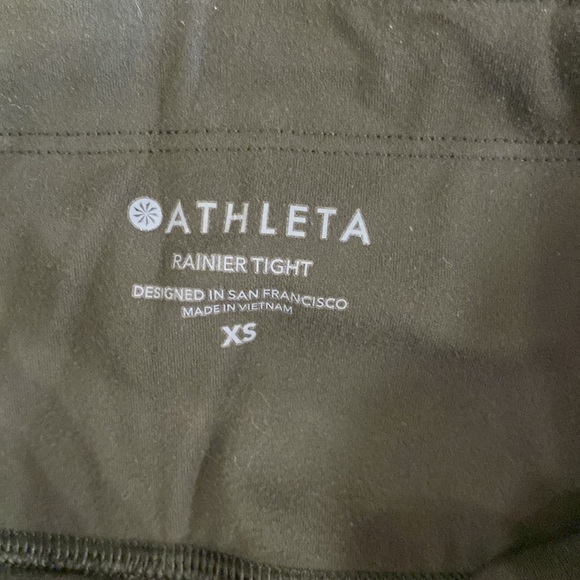 ATHLETA
RAINIER TIGHT
DESIGNED IN SAN FRANCISCO
MADE IN VIETNAM
XS